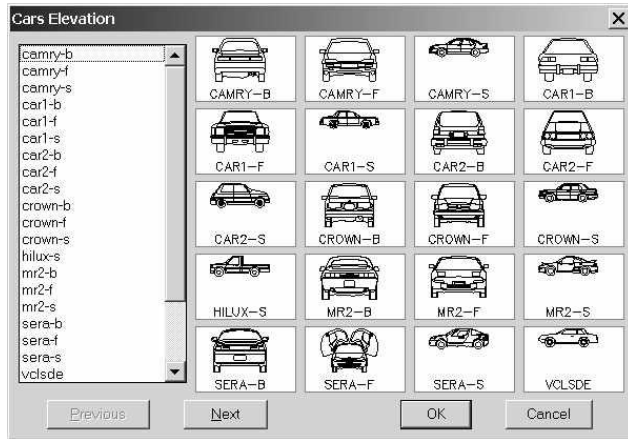 Cars Elevation
camry-b
camry-f
camry-s
car1-b
car1-f
car1-s
car2-b
car2-f
car2-s
crown-b
crown-f
crown-s
hilux-s
mr2-b
mr2-f
mr2-s
sera-b
sera-f
sera-s
vclsde
CAMRY-B CAMRY-F CAMRY-S CAR1-B
CAR1-F CAR1-S CAR2-B CAR2-F
CAR2-S CROWN-B CROWN-F CROWN-S
HILUX-S MR2-B MR2-F MR2-S
SERA-B SERA-F SERA-S VCLSDE
Previous Next OK Cancel